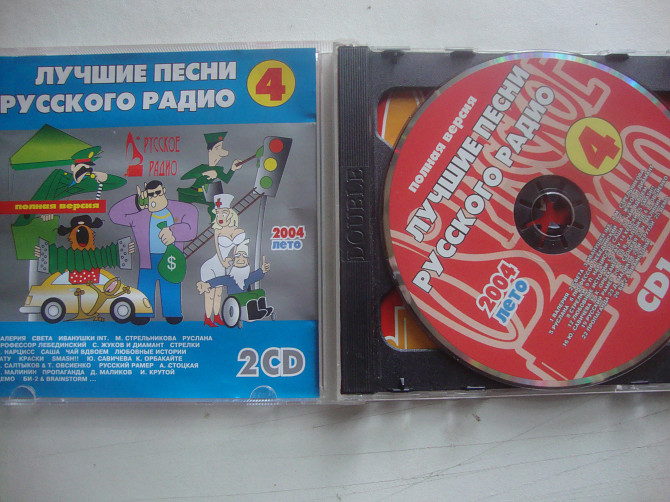 ЛУЧШИЕ ПЕСНИ
РУССКОГО РАДИО
4
РУССКОЕ
РАДИО
полная версия
$
2004
лето
АЛЕРИЯ СВЕТА ИВАНУШКИ INT. М. СТРЕЛЬНИКОВА РУСЛАНА
РОФЕССОР ЛЕБЕДИНСКИЙ С. ЖУКОВ И ДИАМАНТ СТРЕЛКИ
НАРЦИСС САША ЧАЙ ВДВОЕМ ЛЮБОВНЫЕ ИСТОРИИ
АТУ КРАСКИ SMASH!! Ю. САВИЧЕВА К. ОРБАКАЙТЕ
САЛТЫКОВ & Т. ОВСИЕНКО РУССКИЙ РАМЕР А. СТОЦКАЯ
МАЛИНИН ПРОПАГАНДА Д. МАЛИКОВ И. КРУТОЙ
ДЕМО БИ-2 & BRAINSTORM ...
2CD
DOUBLE
полная версия
ЛУЧШИЕ ПЕСНИ
РУССКОГО РАДИО
4
2004
лето
CD1